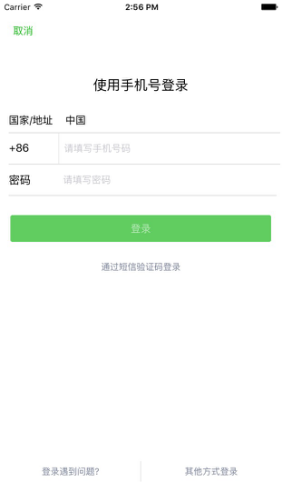 Carrier 2:56 PM
取消
使用手机号登录
国家/地址 中国
+86 请填写手机号码
密码 请填写密码
登录
通过短信验证码登录
登录遇到问题? 其他方式登录